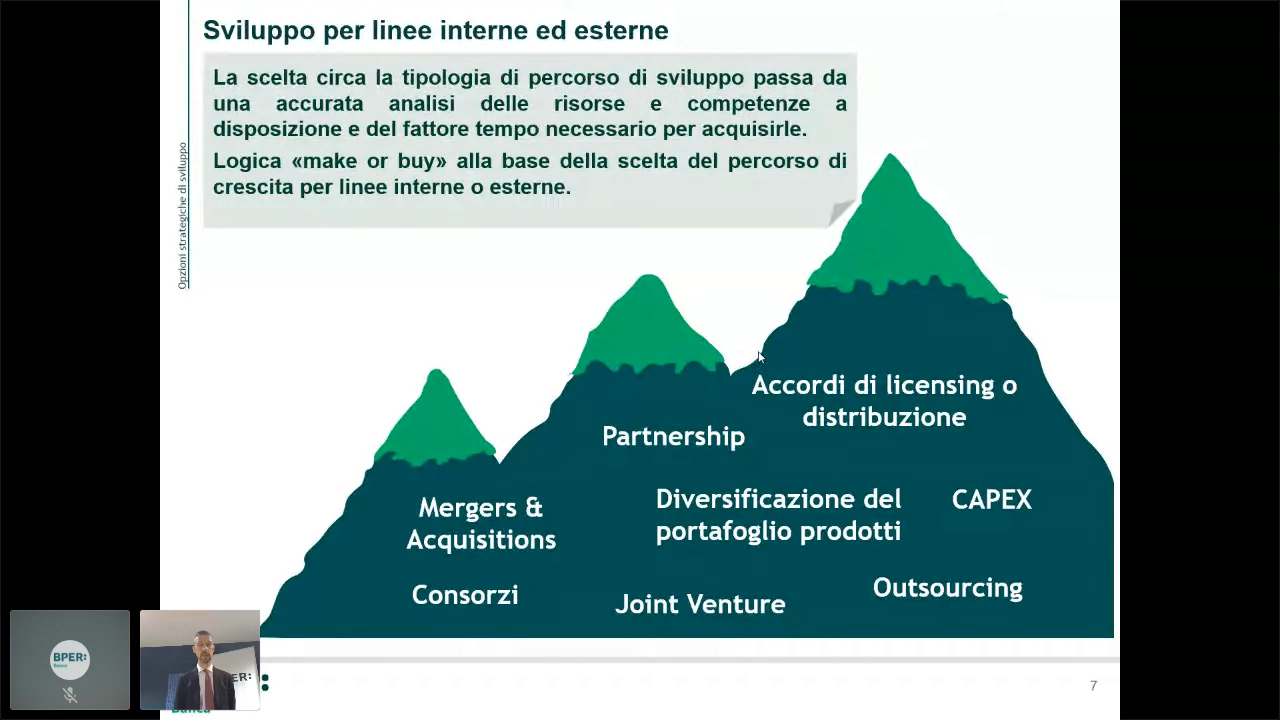 Sviluppo per linee interne ed esterne
La scelta circa la tipologia di percorso di sviluppo passa da
una accurata analisi delle risorse e competenze a
disposizione e del fattore tempo necessario per acquisirle.
Logica «make or buy» alla base della scelta del percorso di
crescita per linee interne o esterne.
Opzioni strategiche di sviluppo
Accordi di licensing o
distribuzione
Partnership
Mergers &
Acquisitions
Diversificazione del
portafoglio prodotti
CAPEX
Consorzi
Joint Venture
Outsourcing
BPER:
Banca
PER:
Banca
7